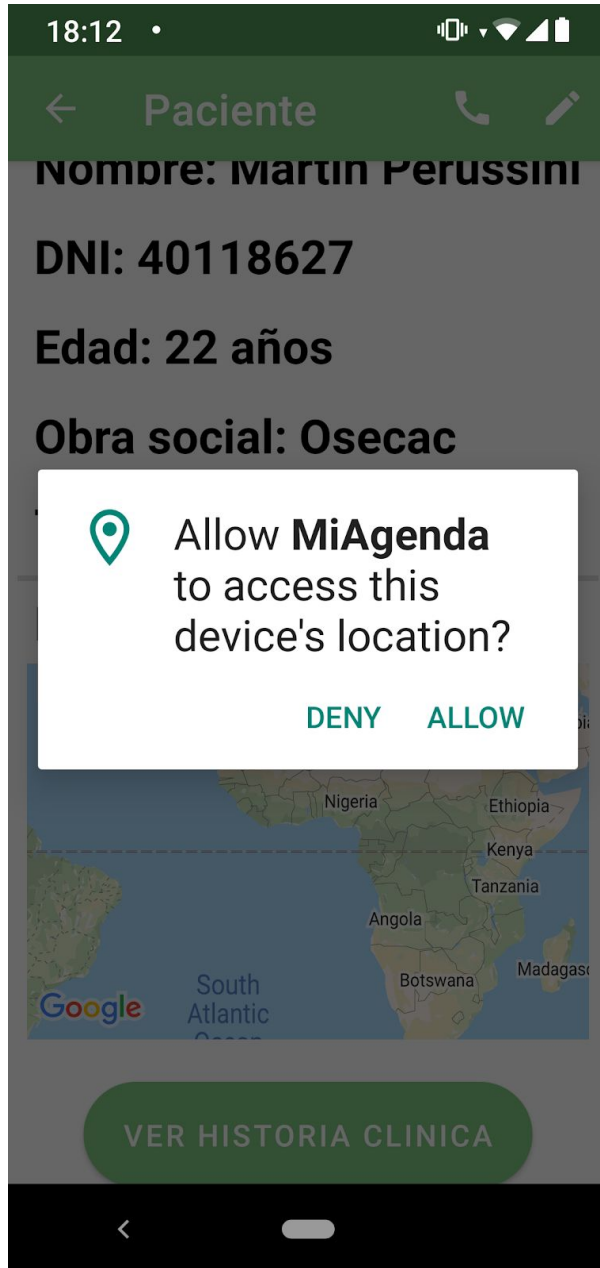 18:12
Paciente
Nombre: Martin Perussini
DNI: 40118627
Edad: 22 años
Obra social: Osecac
Allow MiAgenda
to access this
device's location?
DENY ALLOW
Nigeria
Ethiopia
Kenya
Tanzania
Angola
Botswana
South
Atlantic
Ocean
Google
VER HISTORIA CLINICA